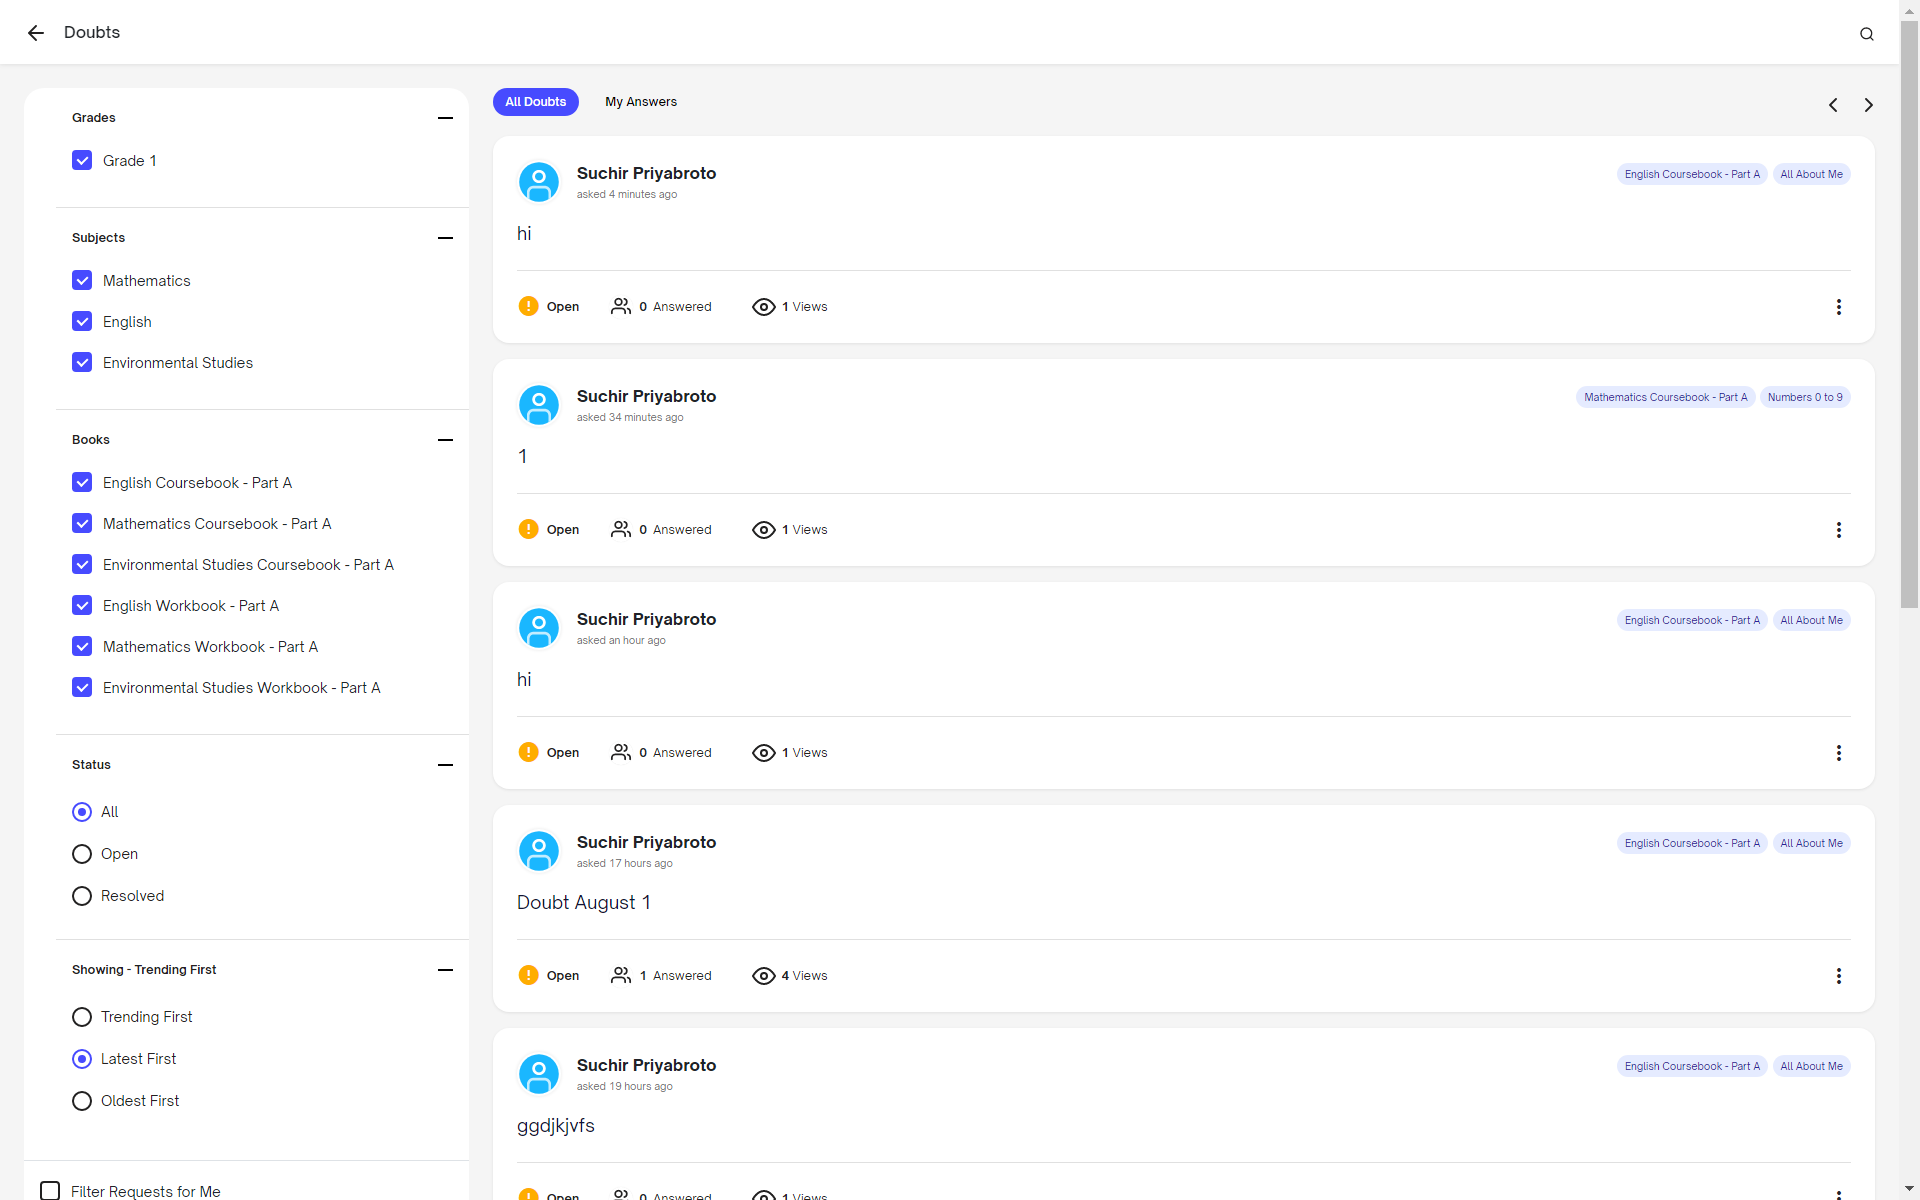 Doubts
Grades
Grade 1
Subjects
Mathematics
English
Environmental Studies
Books
English Coursebook - Part A
Mathematics Coursebook - Part A
Environmental Studies Coursebook - Part A
English Workbook - Part A
Mathematics Workbook - Part A
Environmental Studies Workbook - Part A
Status
All
Open
Resolved
Showing - Trending First
Trending First
Latest First
Oldest First
Filter Requests for Me
All Doubts My Answers
Suchir Priyabroto
asked 4 minutes ago
English Coursebook - Part A All About Me
hi
Open 0 Answered 1 Views
Suchir Priyabroto
asked 34 minutes ago
Mathematics Coursebook - Part A Numbers 0 to 9
1
Open 0 Answered 1 Views
Suchir Priyabroto
asked an hour ago
English Coursebook - Part A All About Me
hi
Open 0 Answered 1 Views
Suchir Priyabroto
asked 17 hours ago
English Coursebook - Part A All About Me
Doubt August 1
Open 1 Answered 4 Views
Suchir Priyabroto
asked 19 hours ago
English Coursebook - Part A All About Me
ggdjkjvfs
Open 0 Answered 1 Views